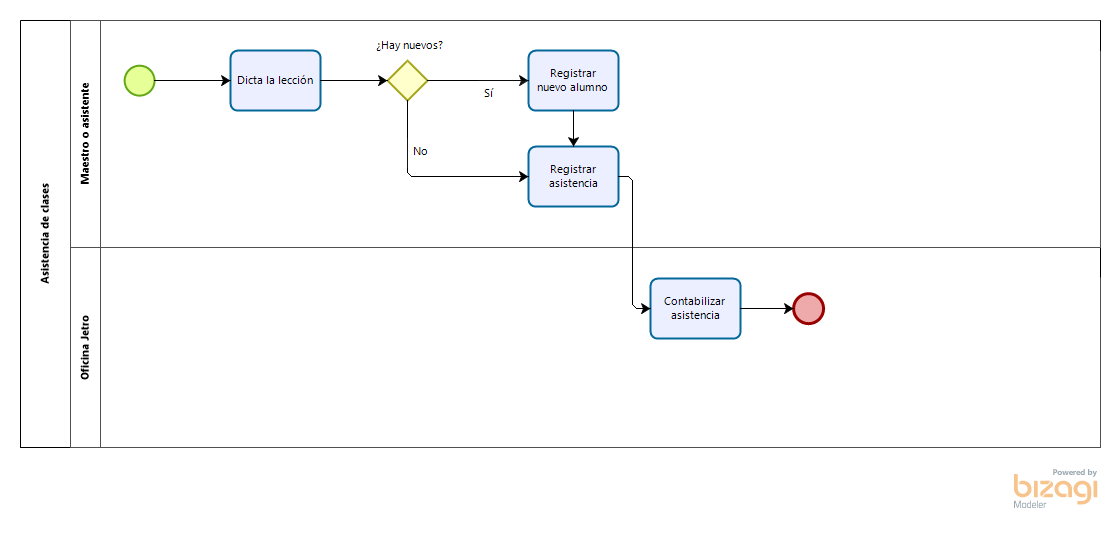 Asistencia de clases
Maestro o asistente
¿Hay nuevos?
Dicta la lección
Sí
Registrar
nuevo alumno
No
Registrar
asistencia
Oficina Jetro
Contabilizar
asistencia
Powered by
bizagi
Modeler